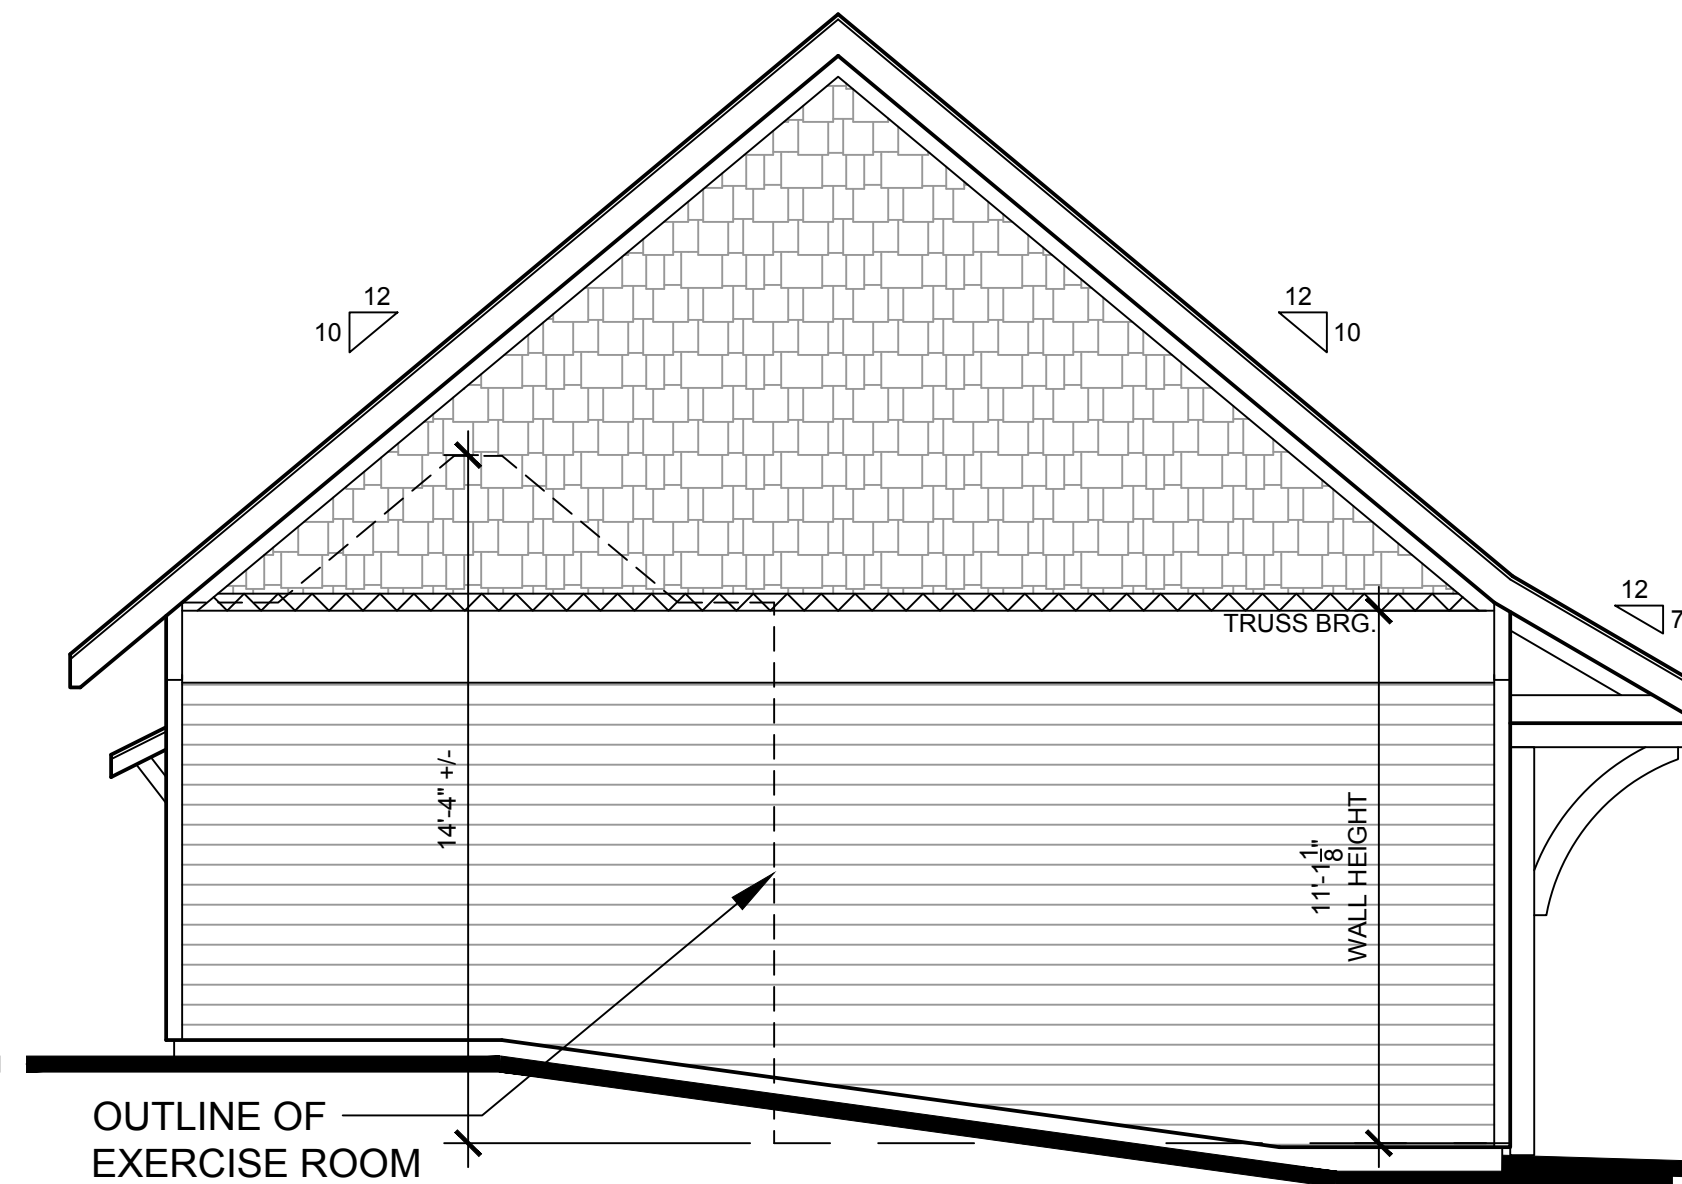 12
10
12
10
12
7
TRUSS BRG.
14'-4" +/-
11'-1 1/8"
WALL HEIGHT
OUTLINE OF
EXERCISE ROOM